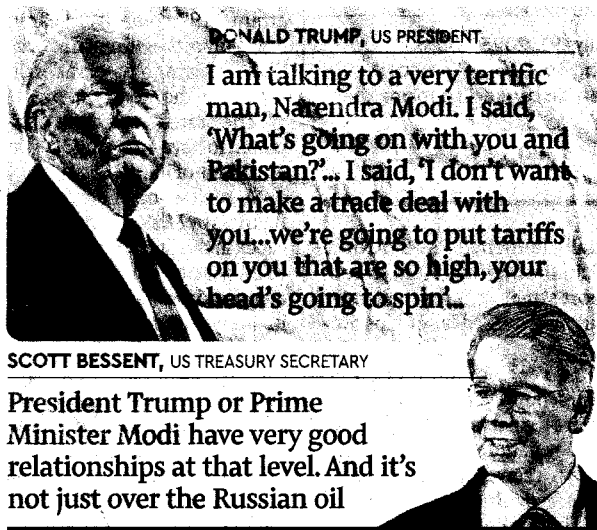 DONALD TRUMP, US PRESIDENT
I am talking to a very terrific
man, Narendra Modi. I said,
‘What’s going on with you and
Pakistan?’... I said, ‘I don’t want
to make a trade deal with
you...we’re going to put tariffs
on you that are so high, your
head’s going to spin’...
SCOTT BESSENT, US TREASURY SECRETARY
President Trump or Prime
Minister Modi have very good
relationships at that level. And it’s
not just over the Russian oil